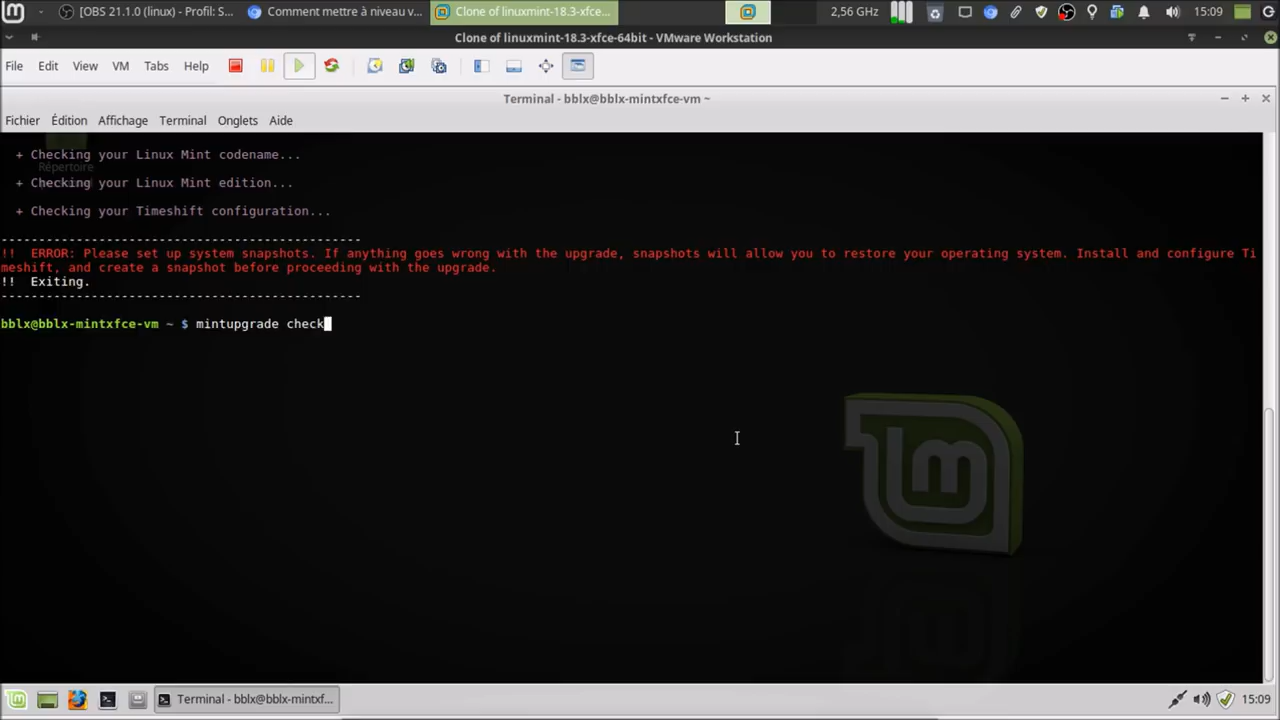 [OBS 21.1.0 (linux) - Profil: S...
Comment mettre à niveau v...
Clone of linuxmint-18.3-xfce...
2,56 GHz
15:09
Clone of linuxmint-18.3-xfce-64bit - VMware Workstation
File Edit View VM Tabs Help
Terminal - bblx@bblx-mintxfce-vm ~
Fichier Édition Affichage Terminal Onglets Aide
+ Checking your Linux Mint codename...
Répertoire
+ Checking your Linux Mint edition...
+ Checking your Timeshift configuration...
------------------------------------------------
!! ERROR: Please set up system snapshots. If anything goes wrong with the upgrade, snapshots will allow you to restore your operating system. Install and configure Ti
meshift, and create a snapshot before proceeding with the upgrade.
!! Exiting.
------------------------------------------------
bblx@bblx-mintxfce-vm ~ $ mintupgrade check
Terminal - bblx@bblx-mintxf...
15:09